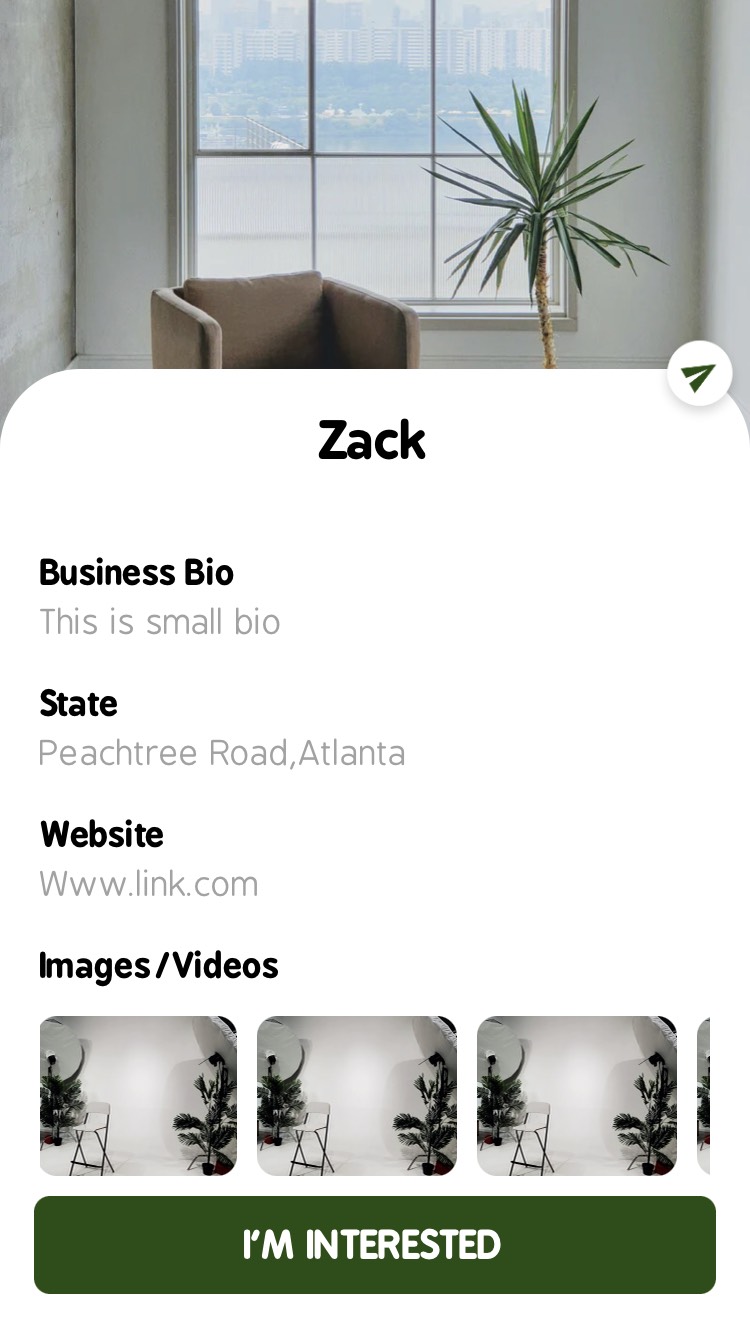 Zack
Business Bio
This is small bio
State
Peachtree Road,Atlanta
Website
Www.link.com
Images/Videos
I'M INTERESTED